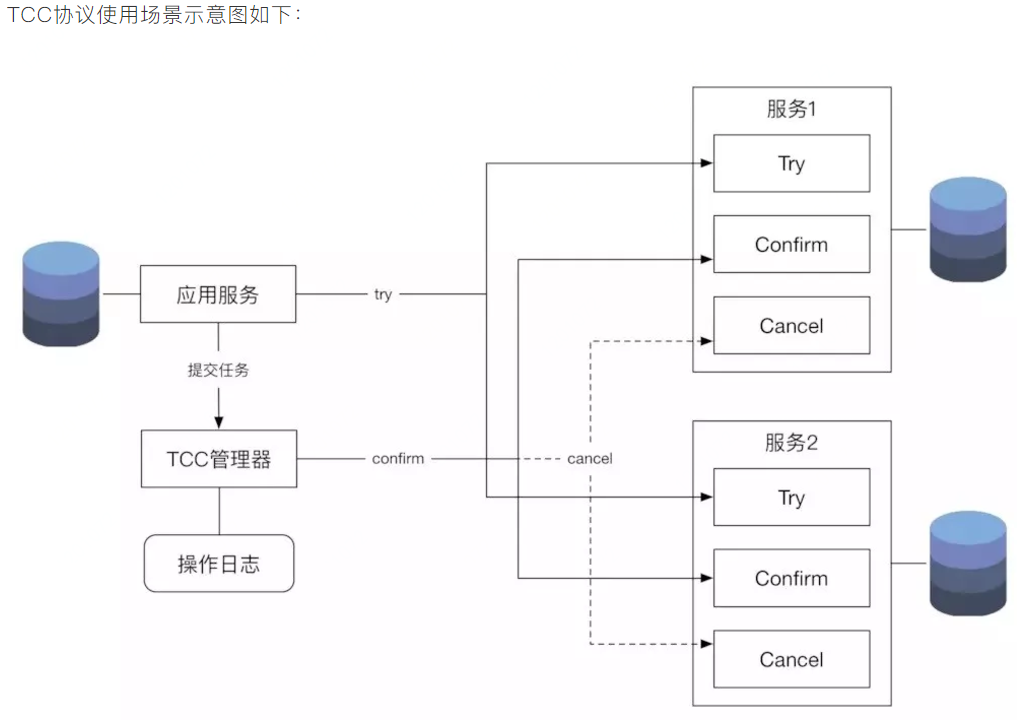 TCC协议使用场景示意图如下：
服务1
Try
Confirm
Cancel
应用服务
try
提交任务
TCC管理器
confirm
cancel
操作日志
服务2
Try
Confirm
Cancel